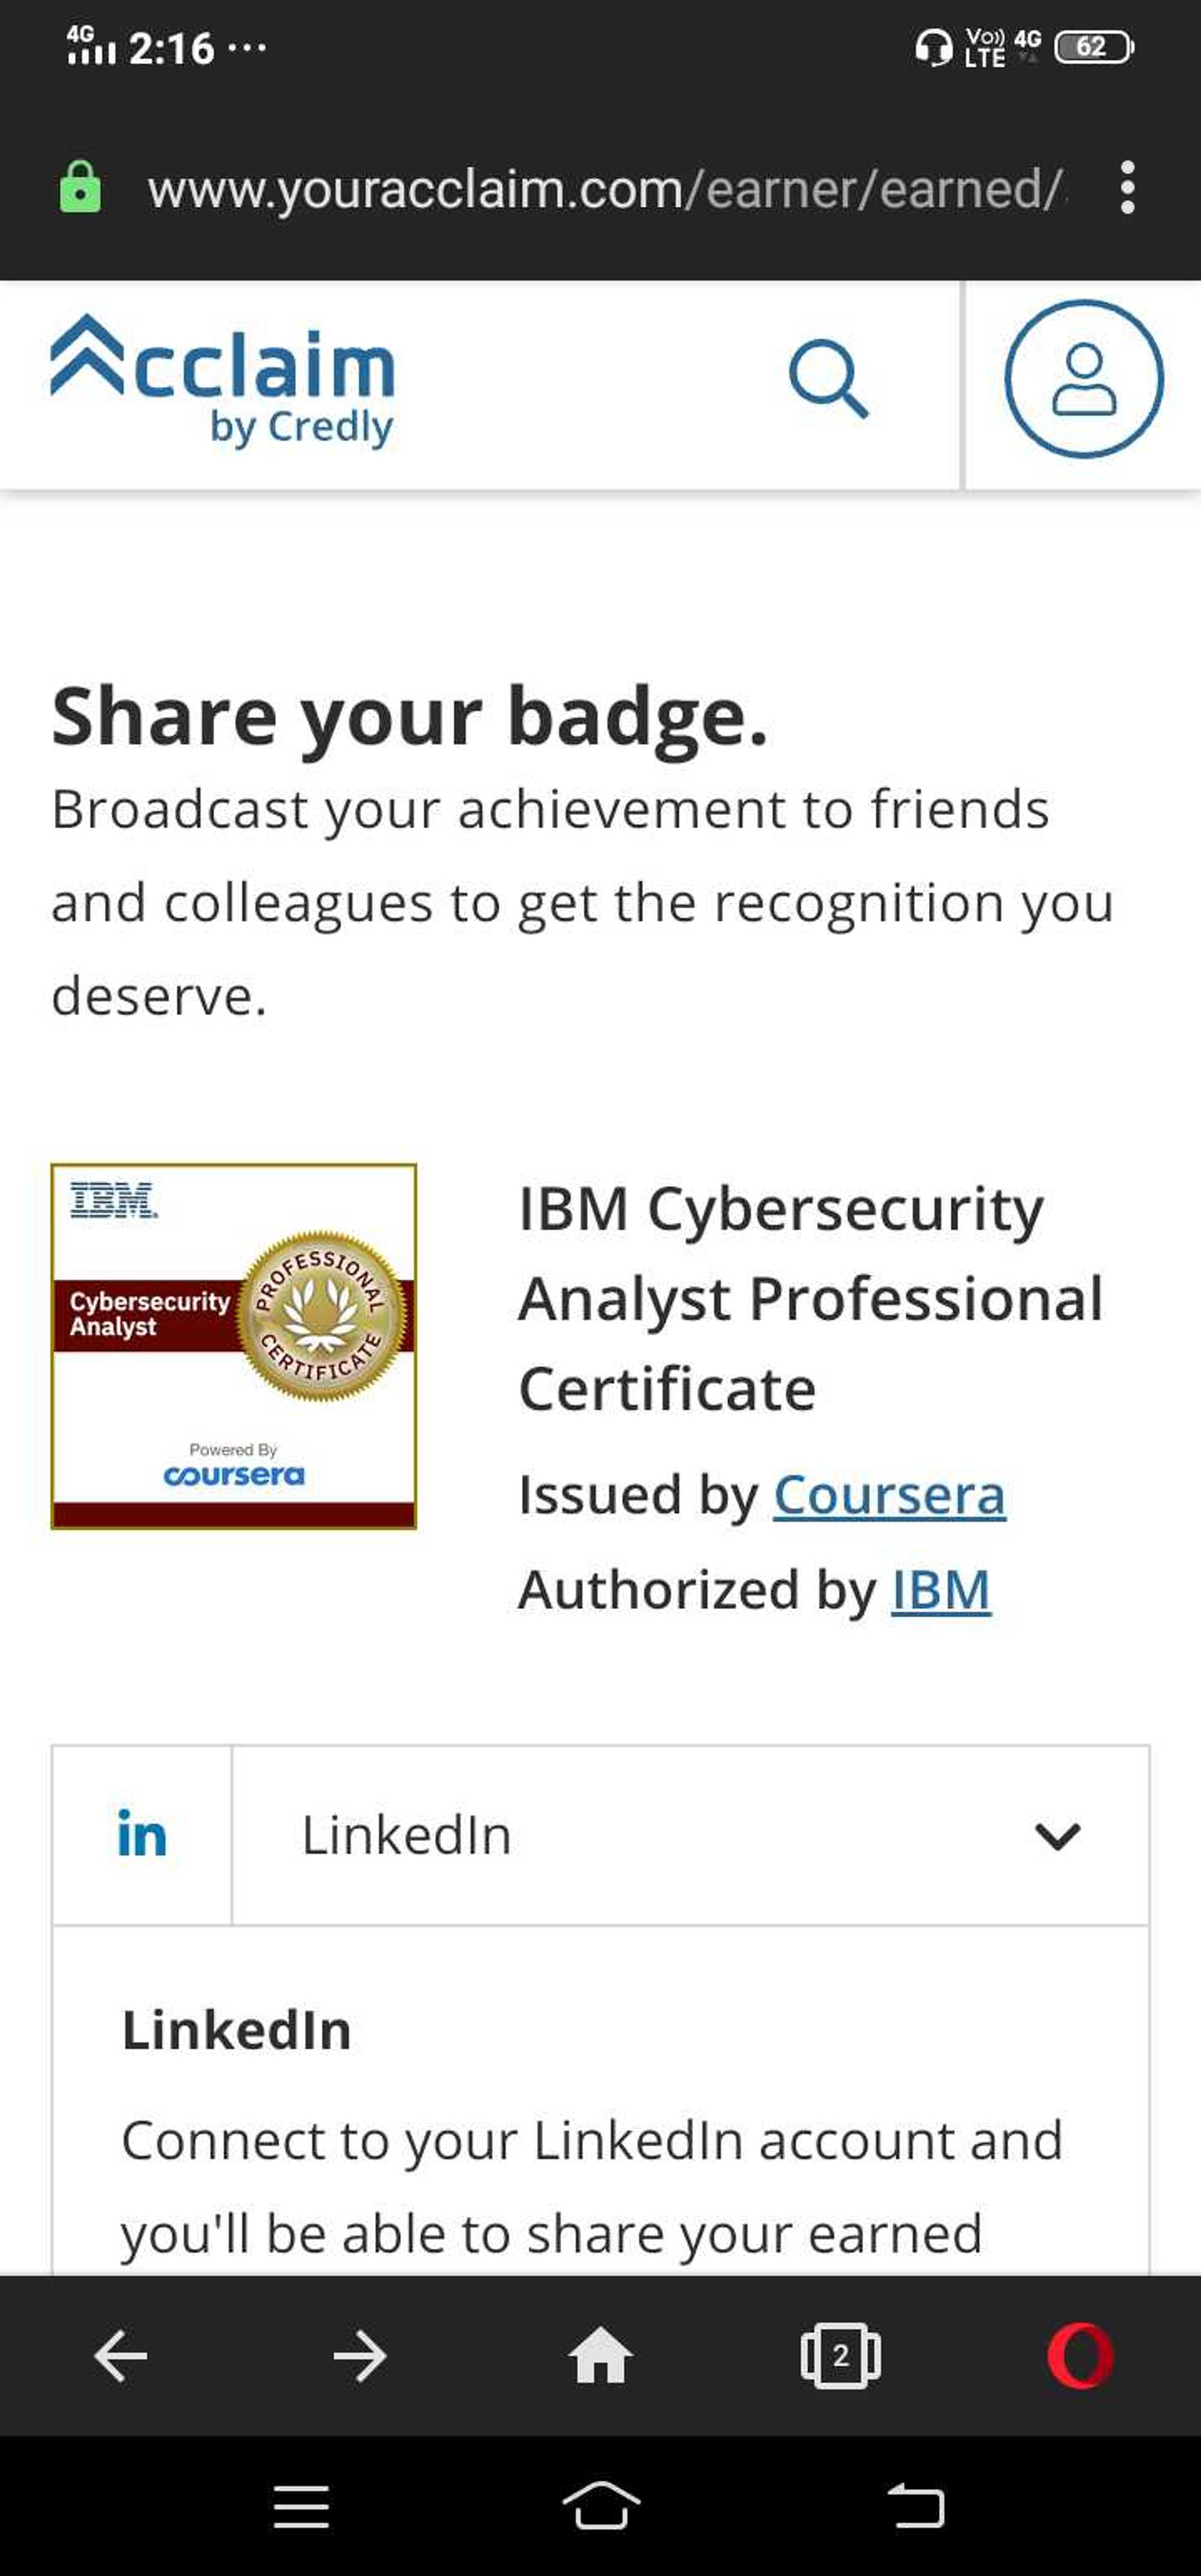 4G 2:16 ... Vo)) LTE 4G 62
www.youracclaim.com/earner/earned/
Acclaim
by Credly
Share your badge.
Broadcast your achievement to friends
and colleagues to get the recognition you
deserve.
IBM
Cybersecurity
Analyst
PROFESSIONAL
CERTIFICATE
Powered By
coursera
IBM Cybersecurity
Analyst Professional
Certificate
Issued by Coursera
Authorized by IBM
in LinkedIn
LinkedIn
Connect to your LinkedIn account and
you'll be able to share your earned
2